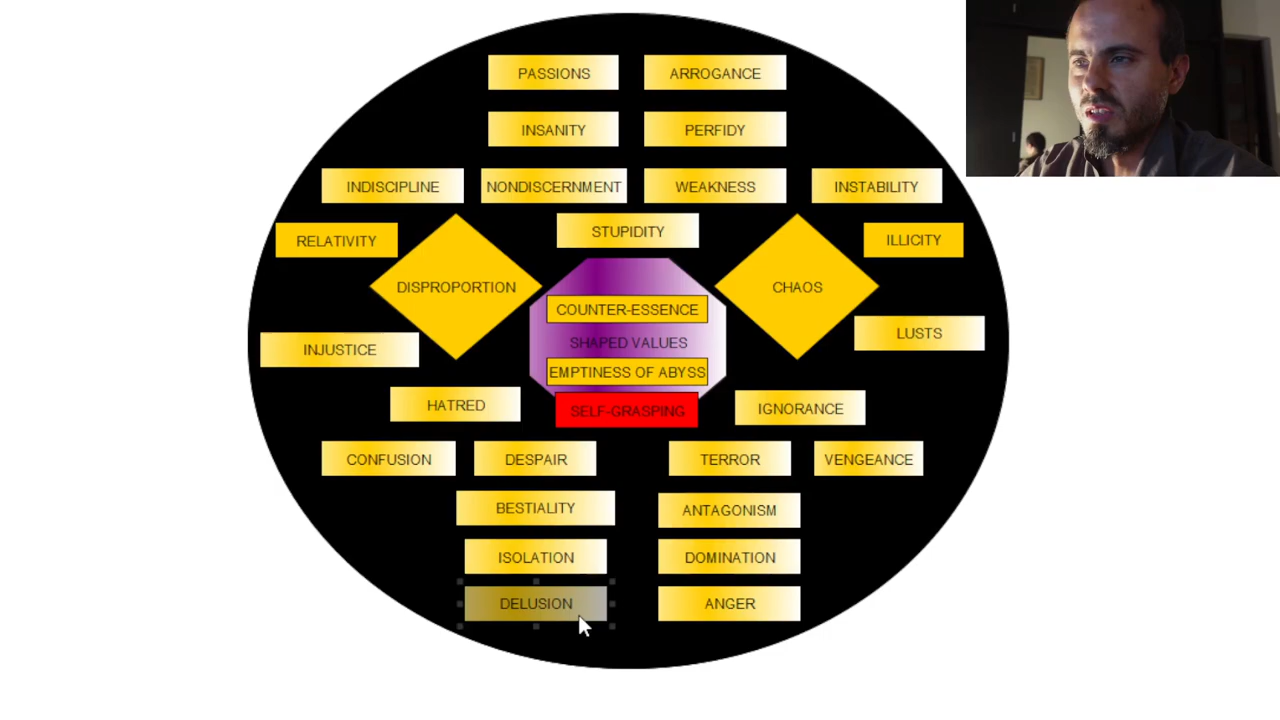 PASSIONS
ARROGANCE
INSANITY
PERFIDY
INDISCIPLINE
NONDISCERNMENT
WEAKNESS
INSTABILITY
STUPIDITY
RELATIVITY
ILLICITY
DISPROPORTION
CHAOS
COUNTER-ESSENCE
SHAPED VALUES
EMPTINESS OF ABYSS
SELF-GRASPING
LUSTS
INJUSTICE
HATRED
IGNORANCE
CONFUSION
DESPAIR
TERROR
VENGEANCE
BESTIALITY
ANTAGONISM
ISOLATION
DOMINATION
DELUSION
ANGER